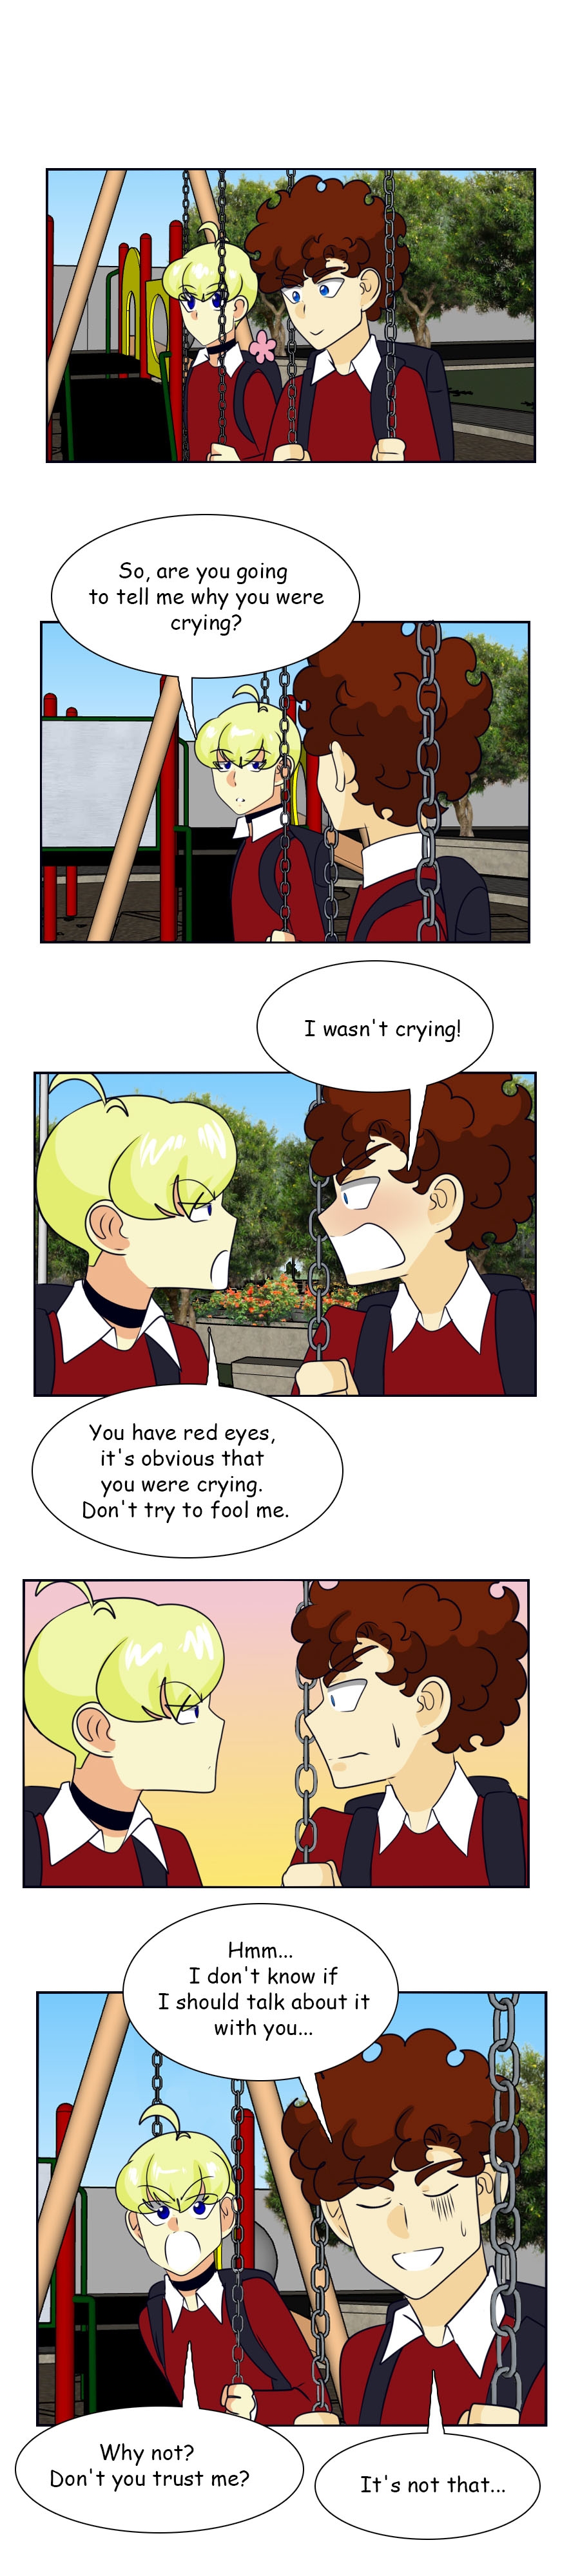 So, are you going
to tell me why you were
crying?
I wasn't crying!
You have red eyes,
it's obvious that
you were crying.
Don't try to fool me.
Hmm...
I don't know if
I should talk about it
with you...
Why not?
Don't you trust me?
It's not that...